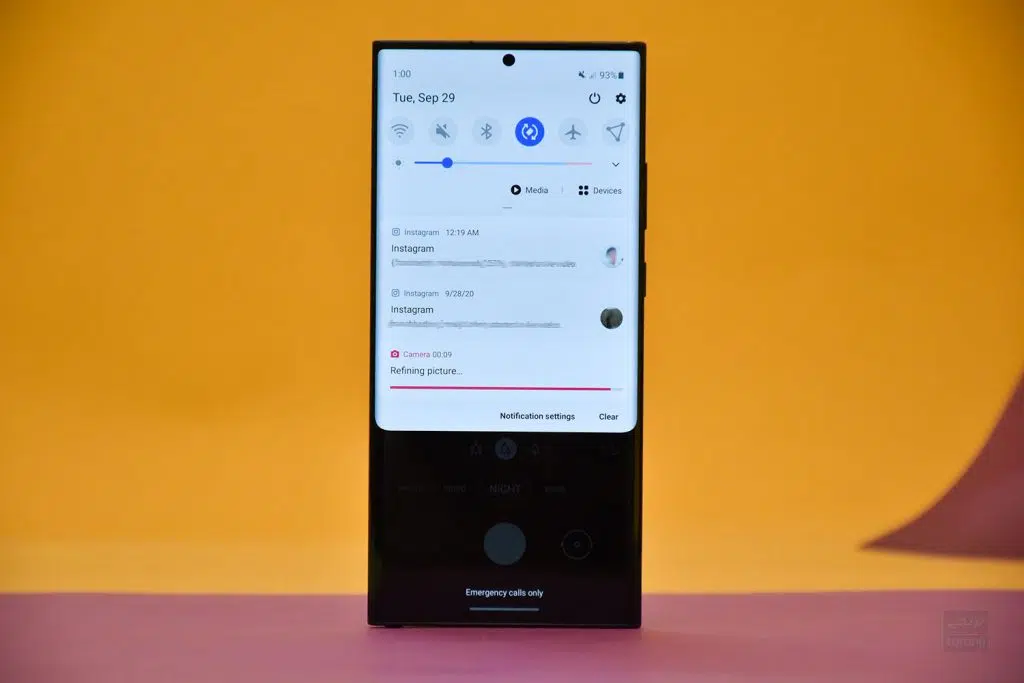 1:00 93%
Tue, Sep 29
Media Devices
Instagram 12:19 AM
Instagram
Instagram 9/28/20
Instagram
Camera 00:09
Refining picture...
Notification settings Clear
NIGHT
Emergency calls only